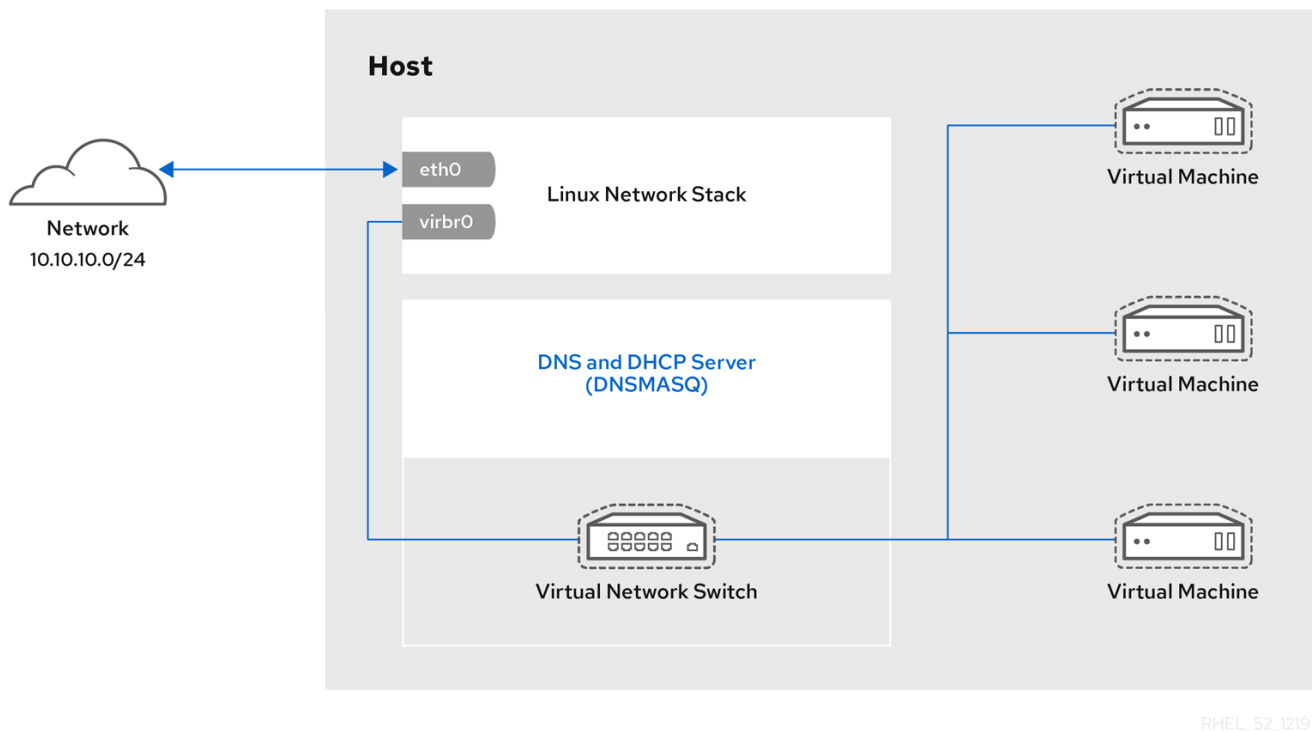 Host
eth0
Linux Network Stack
virbr0
Network
10.10.10.0/24
DNS and DHCP Server
(DNSMASQ)
Virtual Network Switch
Virtual Machine
Virtual Machine
Virtual Machine
RHEL_52_1219